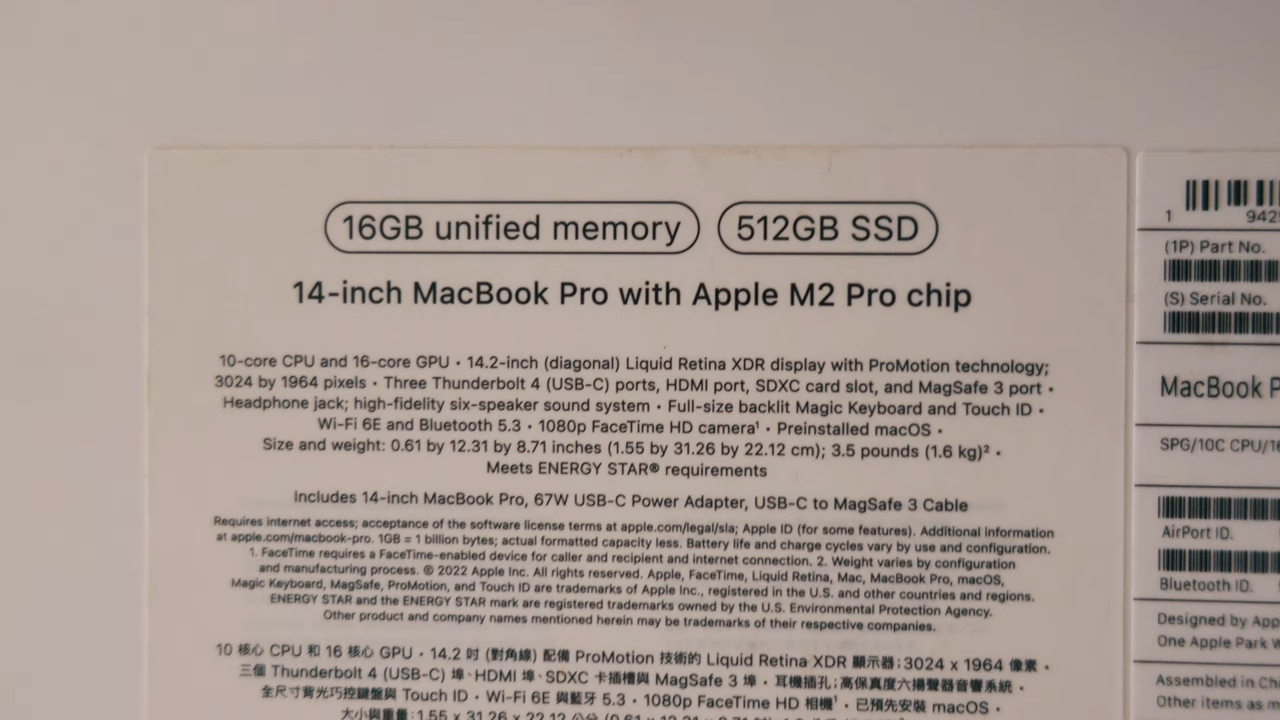 16GB unified memory 512GB SSD
14-inch MacBook Pro with Apple M2 Pro chip
10-core CPU and 16-core GPU • 14.2-inch (diagonal) Liquid Retina XDR display with ProMotion technology;
3024 by 1964 pixels • Three Thunderbolt 4 (USB-C) ports, HDMI port, SDXC card slot, and MagSafe 3 port •
Headphone jack; high-fidelity six-speaker sound system • Full-size backlit Magic Keyboard and Touch ID •
Wi-Fi 6E and Bluetooth 5.3 • 1080p FaceTime HD camera¹ • Preinstalled macOS •
Size and weight: 0.61 by 12.31 by 8.71 inches (1.55 by 31.26 by 22.12 cm); 3.5 pounds (1.6 kg)² •
Meets ENERGY STAR® requirements
Includes 14-inch MacBook Pro, 67W USB-C Power Adapter, USB-C to MagSafe 3 Cable
Requires internet access; acceptance of the software license terms at apple.com/legal/sla; Apple ID (for some features). Additional information
at apple.com/macbook-pro. 1GB = 1 billion bytes; actual formatted capacity less. Battery life and charge cycles vary by use and configuration.
1. FaceTime requires a FaceTime-enabled device for caller and recipient and internet connection. 2. Weight varies by configuration
and manufacturing process. © 2022 Apple Inc. All rights reserved. Apple, FaceTime, Liquid Retina, Mac, MacBook Pro, macOS,
Magic Keyboard, MagSafe, ProMotion, and Touch ID are trademarks of Apple Inc., registered in the U.S. and other countries and regions.
ENERGY STAR and the ENERGY STAR mark are registered trademarks owned by the U.S. Environmental Protection Agency.
Other product and company names mentioned herein may be trademarks of their respective companies.
10 核心 CPU 和 16 核心 GPU • 14.2 吋 (對角線) 配備 ProMotion 技術的 Liquid Retina XDR 顯示器；3024 x 1964 像素 •
三個 Thunderbolt 4 (USB-C) 埠、HDMI 埠、SDXC 卡插槽與 MagSafe 3 埠 • 耳機插孔；高保真度六揚聲器音響系統 •
全尺寸背光巧控鍵盤與 Touch ID • Wi-Fi 6E 與藍牙 5.3 • 1080p FaceTime HD 相機¹ • 已預先安裝 macOS •
大小與重量：1.55 x 31.26 x 22.12 公分
1 942
(1P) Part No.
(S) Serial No.
MacBook P
SPG/10C CPU/16
AirPort ID.
Bluetooth ID.
Designed by App
One Apple Park W
Assembled in Chi
Other items as m